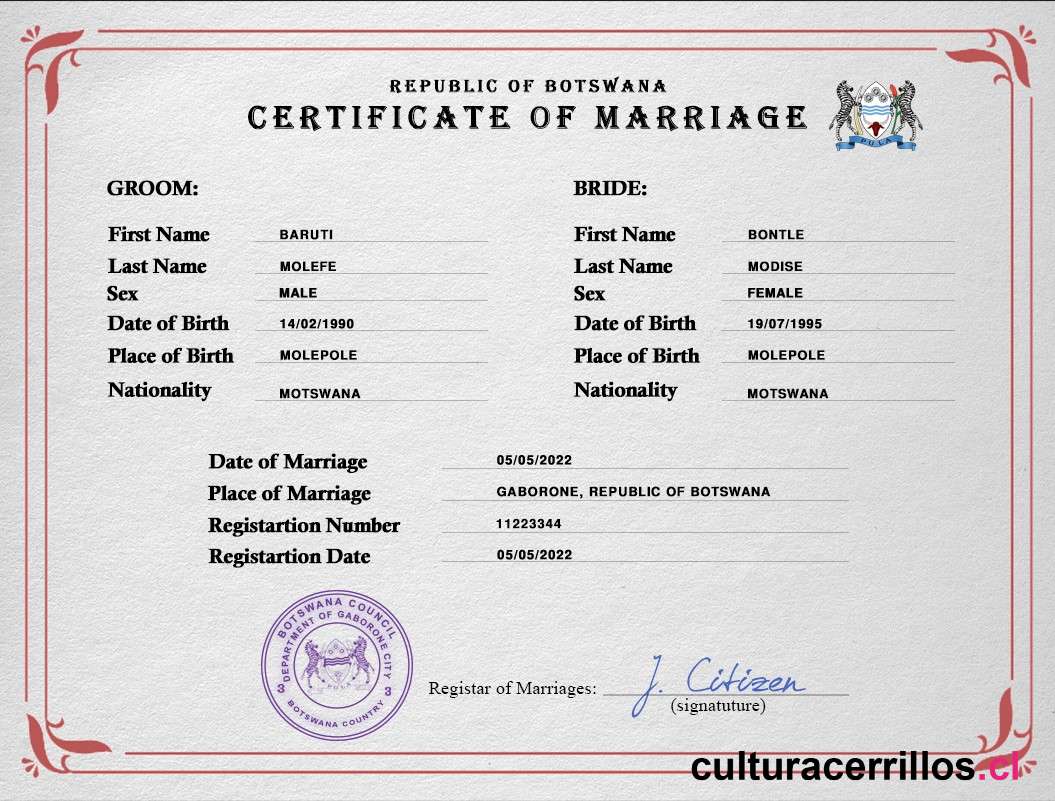 REPUBLIC OF BOTSWANA
CERTIFICATE OF MARRIAGE
PULA
GROOM:
First Name BARUTI
Last Name MOLEFE
Sex MALE
Date of Birth 14/02/1990
Place of Birth MOLEPOLE
Nationality MOTSWANA
BRIDE:
First Name BONTLE
Last Name MODISE
Sex FEMALE
Date of Birth 19/07/1995
Place of Birth MOLEPOLE
Nationality MOTSWANA
Date of Marriage 05/05/2022
Place of Marriage GABORONE, REPUBLIC OF BOTSWANA
Registartion Number 11223344
Registartion Date 05/05/2022
BOTSWANA COUNCIL
DEPARTMENT OF GABORONE CITY
3 3
BOTSWANA COUNTRY
Registar of Marriages: J. Citizen
(signatuture)
culturacerrillos.cl